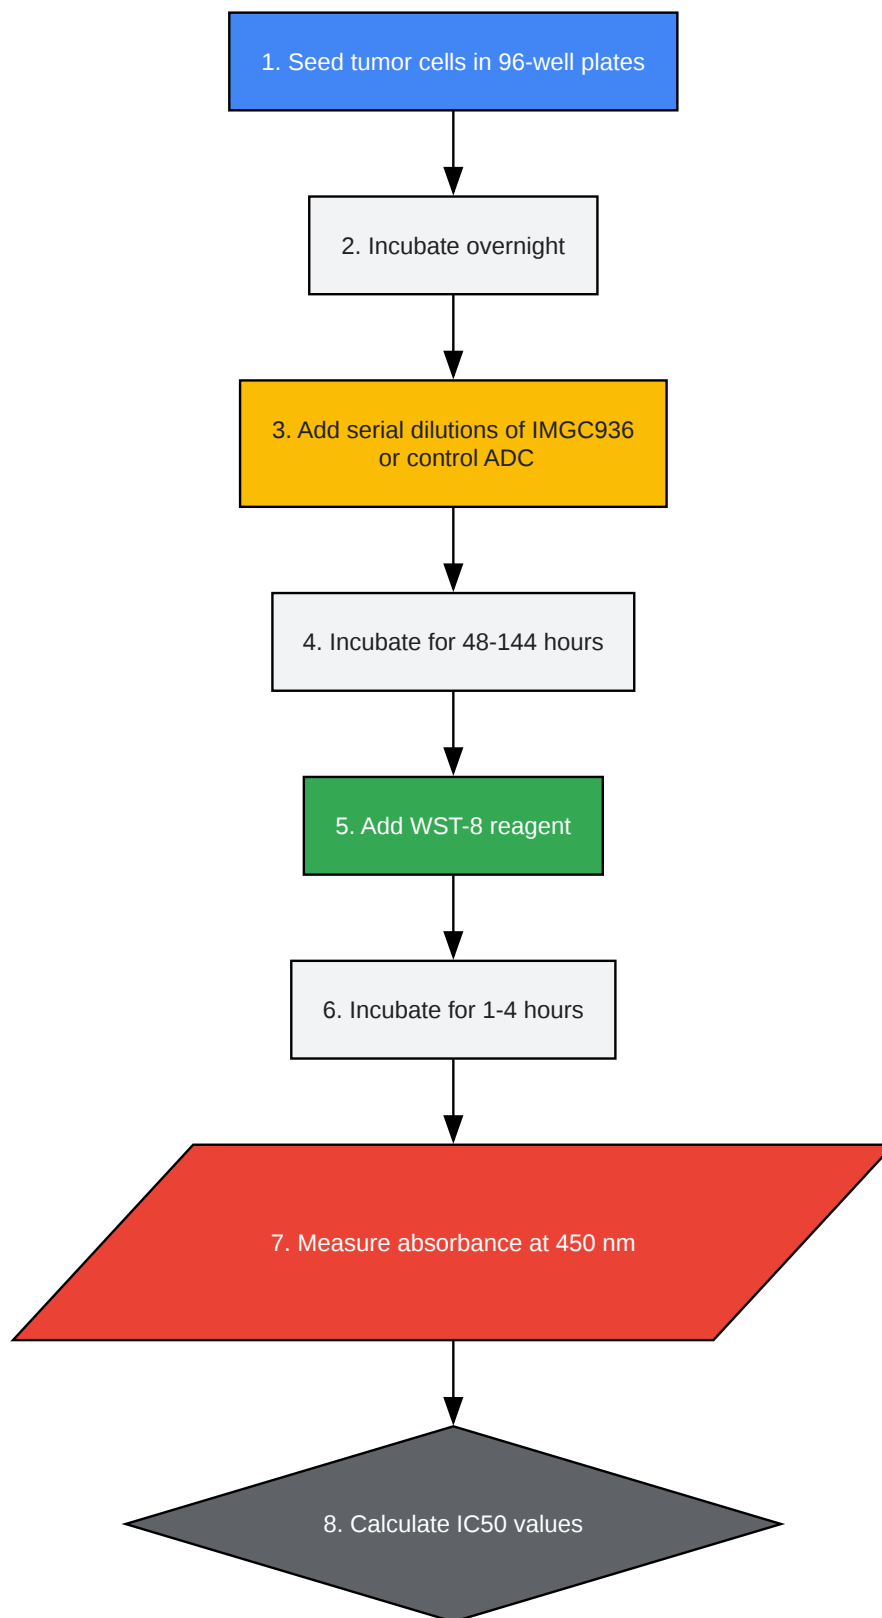 1. Seed tumor cells in 96-well plates
2. Incubate overnight
3. Add serial dilutions of IMGC936
or control ADC
4. Incubate for 48-144 hours
5. Add WST-8 reagent
6. Incubate for 1-4 hours
7. Measure absorbance at 450 nm
8. Calculate IC50 values